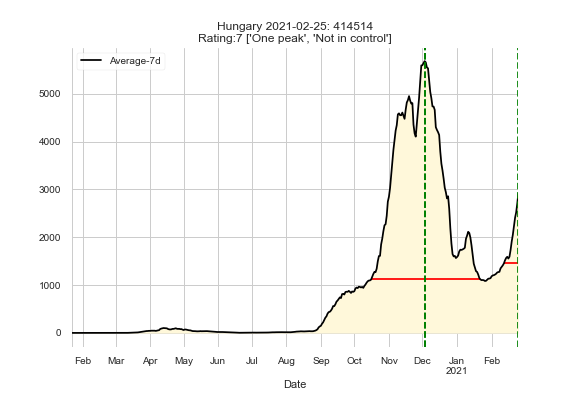 Hungary 2021-02-25: 414514
Rating:7 ['One peak', 'Not in control']
Average-7d
5000
4000
3000
2000
1000
0
Feb Mar Apr May Jun Jul Aug Sep Oct Nov Dec Jan Feb
2021
Date